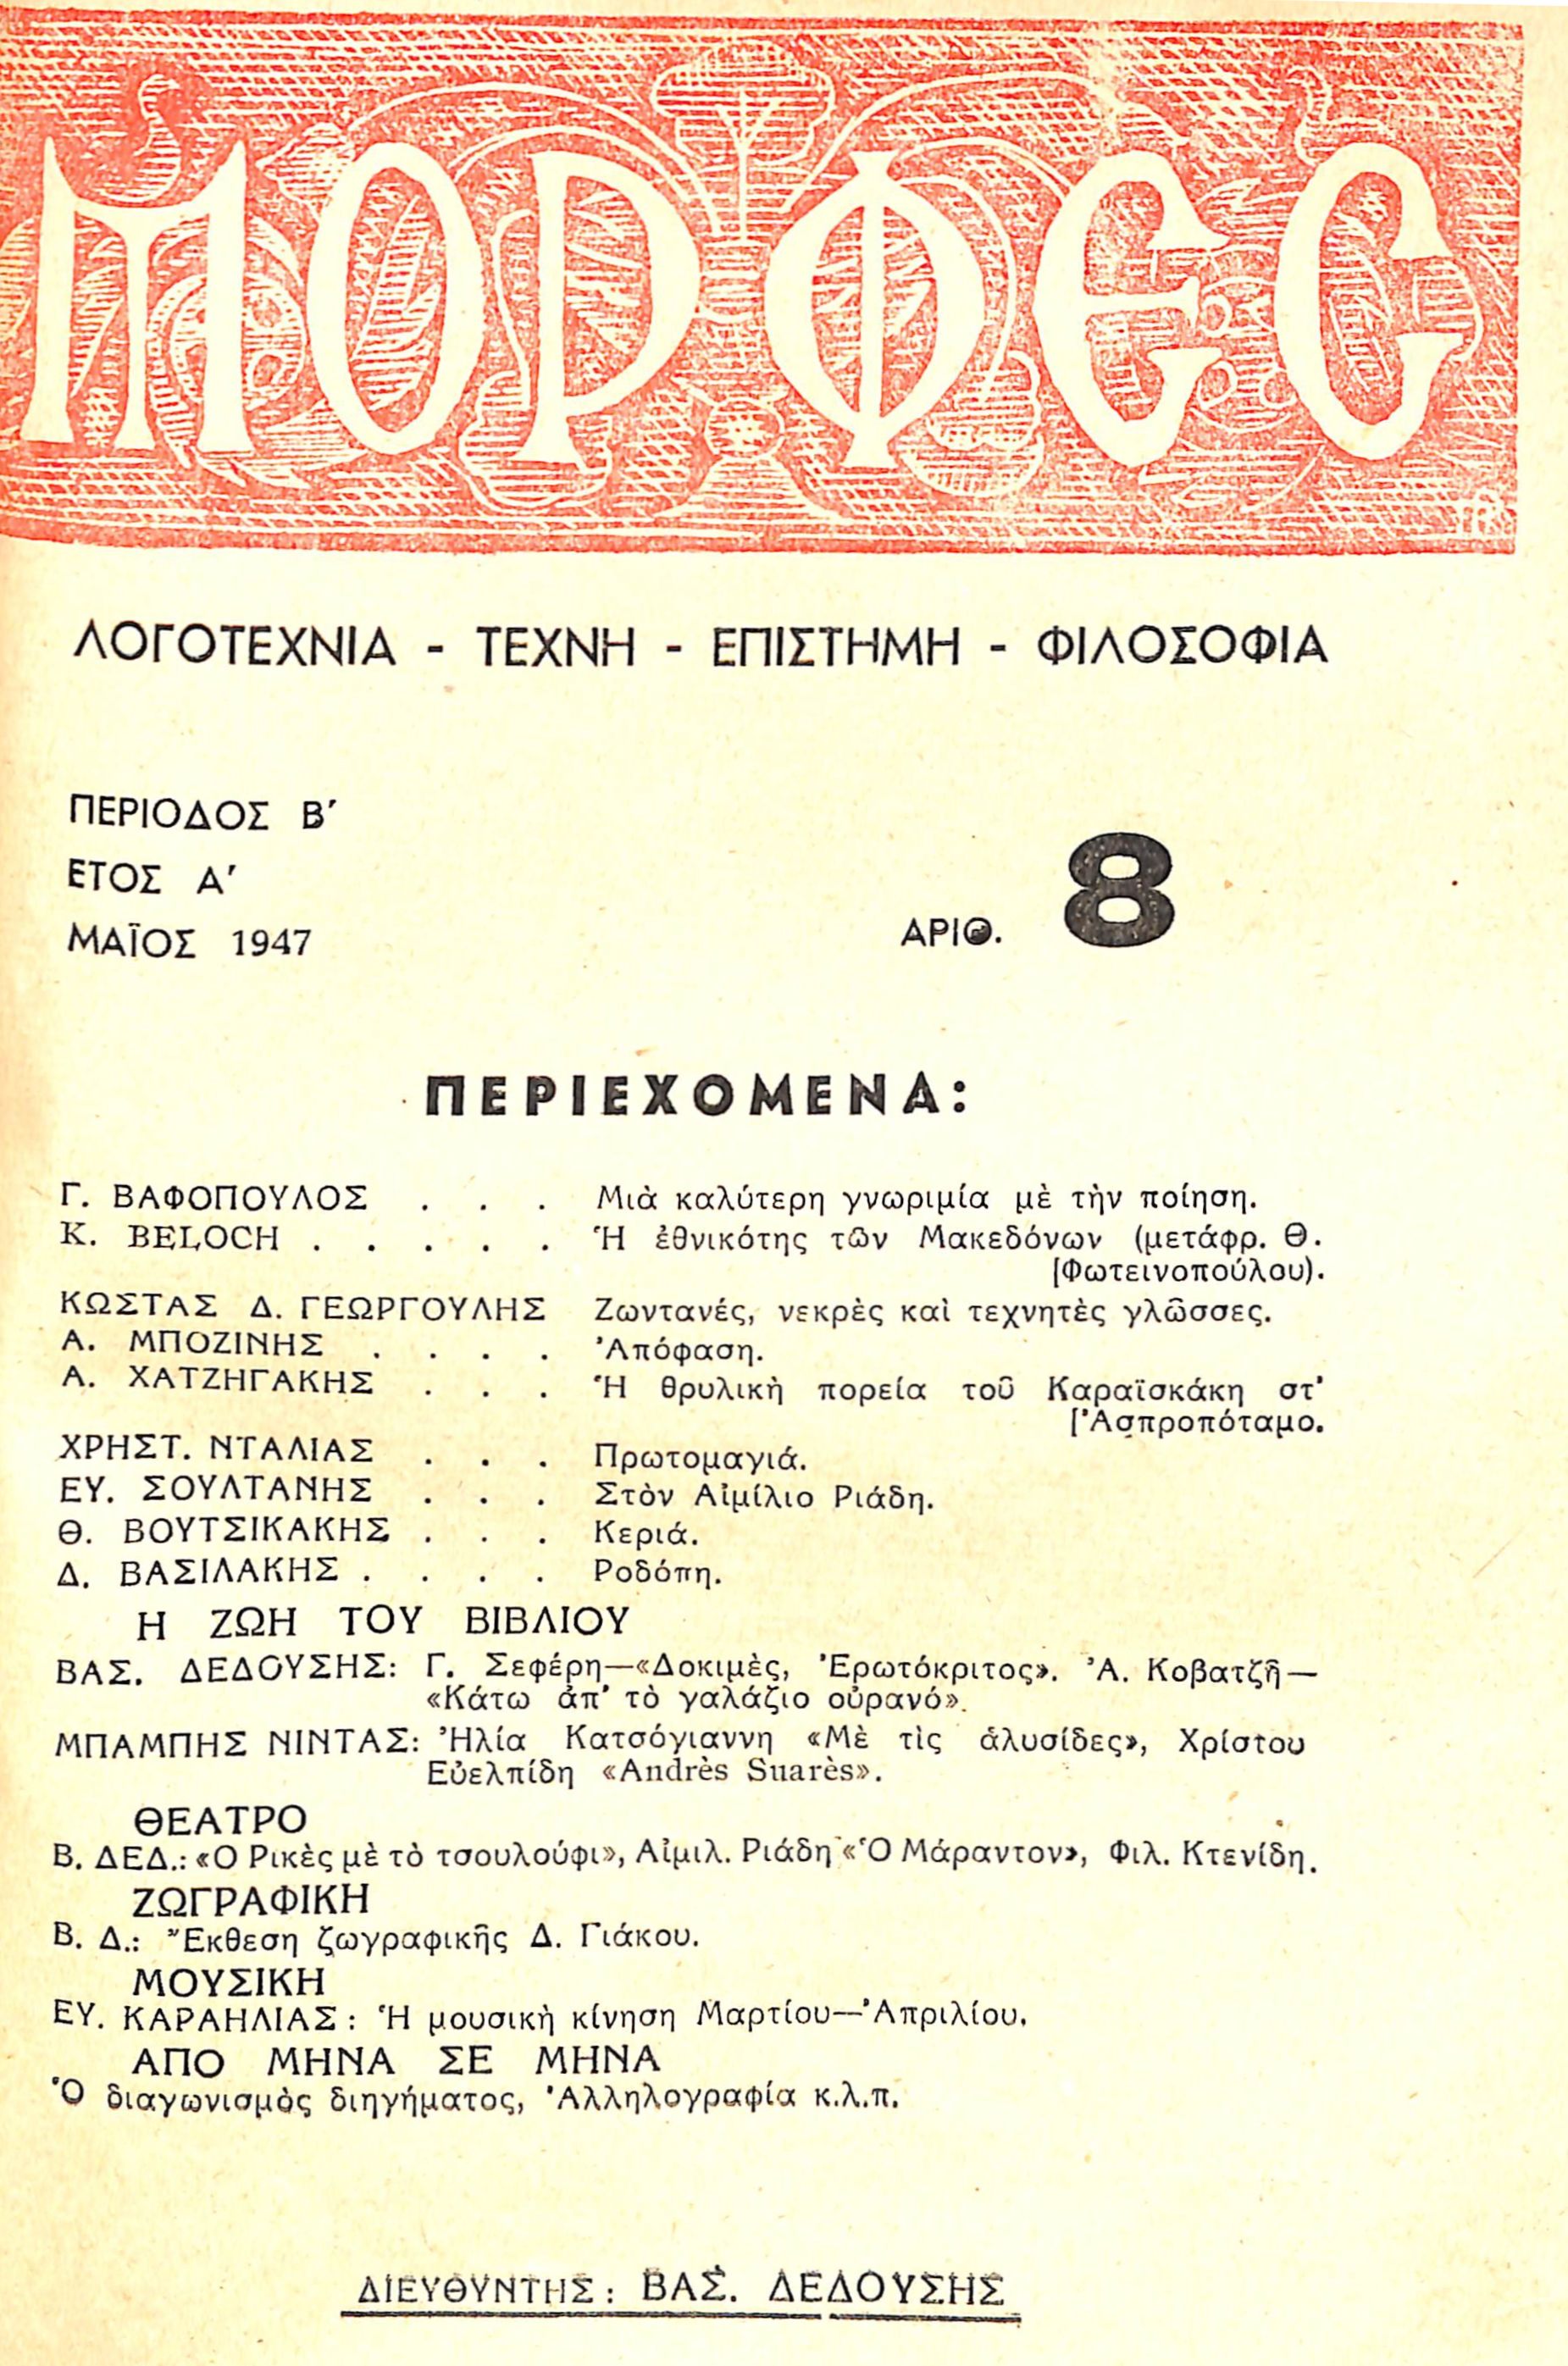 ΜΟΡΦΕΣ
ΛΟΓΟΤΕΧΝΙΑ - ΤΕΧΝΗ - ΕΠΙΣΤΗΜΗ - ΦΙΛΟΣΟΦΙΑ
ΠΕΡΙΟΔΟΣ Β΄
ΕΤΟΣ Α΄
ΜΑΪΟΣ 1947
ΑΡΙΘ. 8
ΠΕΡΙΕΧΟΜΕΝΑ:
Γ. ΒΑΦΟΠΟΥΛΟΣ . . . Μιὰ καλύτερη γνωριμία μὲ τὴν ποίηση.
K. BELOCH . . . . . Ἡ ἐθνικότης τῶν Μακεδόνων (μετάφρ. Θ.
[Φωτεινοπούλου).
ΚΩΣΤΑΣ Δ. ΓΕΩΡΓΟΥΛΗΣ Ζωντανές, νεκρὲς καὶ τεχνητὲς γλῶσσες.
Α. ΜΠΟΖΙΝΗΣ . . . . Ἀπόφαση.
Α. ΧΑΤΖΗΓΑΚΗΣ . . . Ἡ θρυλικὴ πορεία τοῦ Καραϊσκάκη στ'
[Ἀσπροπόταμο.
ΧΡΗΣΤ. ΝΤΑΛΙΑΣ . . . Πρωτομαγιά.
ΕΥ. ΣΟΥΛΤΑΝΗΣ . . . Στὸν Αἰμίλιο Ριάδη.
Θ. ΒΟΥΤΣΙΚΑΚΗΣ . . . Κεριά.
Δ. ΒΑΣΙΛΑΚΗΣ . . . . Ροδόπη.
Η ΖΩΗ ΤΟΥ ΒΙΒΛΙΟΥ
ΒΑΣ. ΔΕΔΟΥΣΗΣ: Γ. Σεφέρη—«Δοκιμὲς, Ἐρωτόκριτος». Ἀ. Κοβατζῆ—
«Κάτω ἀπ' τὸ γαλάζιο οὐρανό».
ΜΠΑΜΠΗΣ ΝΙΝΤΑΣ: Ἠλία Κατσόγιαννη «Μὲ τὶς ἁλυσίδες», Χρίστου
Εὐελπίδη «Andrès Suarès».
ΘΕΑΤΡΟ
Β. ΔΕΔ.: «Ο Ρικὲς μὲ τὸ τσουλούφι», Αἰμιλ. Ριάδη «Ὁ Μάραντον», Φιλ. Κτενίδη.
ΖΩΓΡΑΦΙΚΗ
Β. Δ.: Ἔκθεση ζωγραφικῆς Δ. Γιάκου.
ΜΟΥΣΙΚΗ
ΕΥ. ΚΑΡΑΗΛΙΑΣ: Ἡ μουσικὴ κίνηση Μαρτίου—Ἀπριλίου.
ΑΠΟ ΜΗΝΑ ΣΕ ΜΗΝΑ
Ὁ διαγωνισμὸς διηγήματος, Ἀλληλογραφία κ.λ.π.
ΔΙΕΥΘΥΝΤΗΣ: ΒΑΣ. ΔΕΔΟΥΣΗΣ